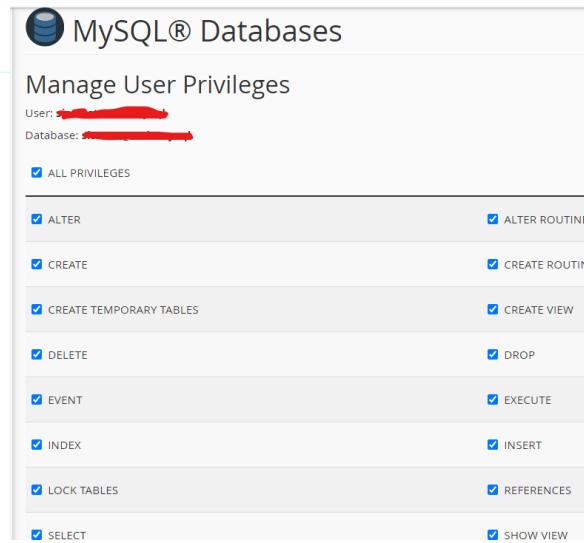 MySQL® Databases
Manage User Privileges
User:
Database:
ALL PRIVILEGES
ALTER
ALTER ROUTINE
CREATE
CREATE ROUTIN
CREATE TEMPORARY TABLES
CREATE VIEW
DELETE
DROP
EVENT
EXECUTE
INDEX
INSERT
LOCK TABLES
REFERENCES
SELECT
SHOW VIEW